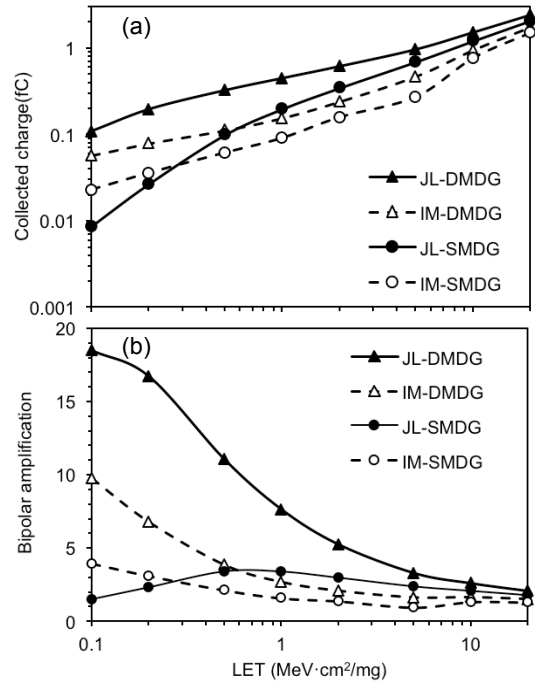 (a)
Collected charge(fC)
1
0.1
0.01
0.001
JL-DMDG
IM-DMDG
JL-SMDG
IM-SMDG
(b)
Bipolar amplification
20
15
10
5
0
JL-DMDG
IM-DMDG
JL-SMDG
IM-SMDG
0.1 1 10
LET (MeV·cm²/mg)